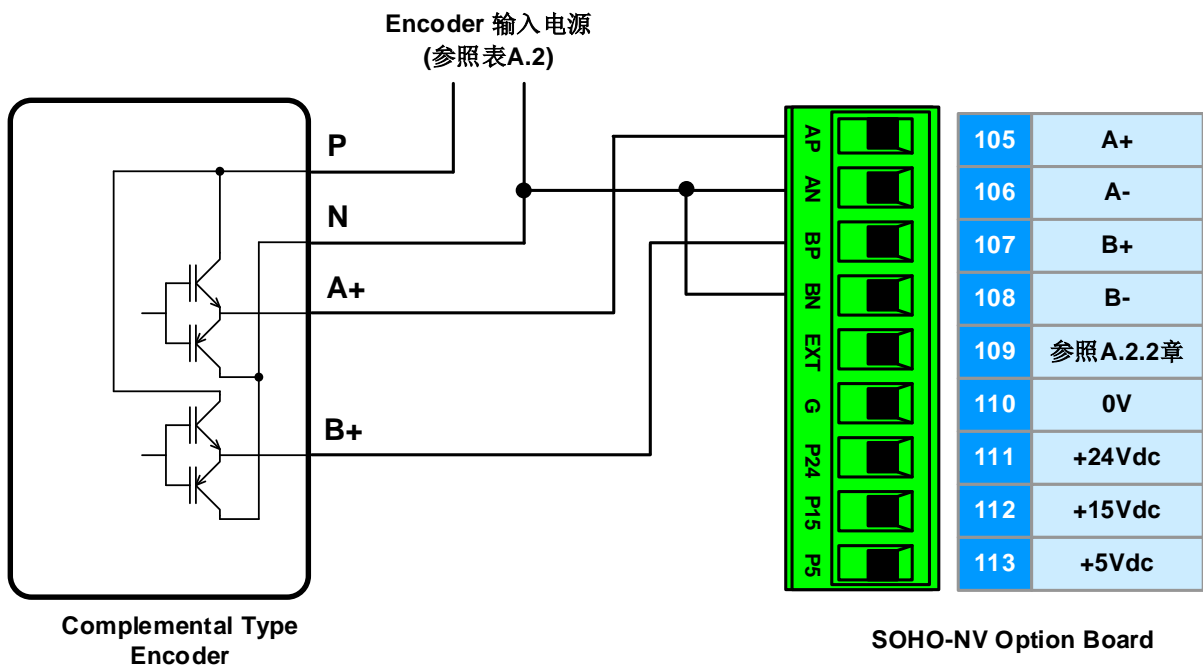 Encoder 输入电源
(参照表A.2)
P
N
A+
B+
Complemental Type
Encoder
AP
AN
BP
BN
EXT
G
P24
P15
P5
105 A+
106 A-
107 B+
108 B-
109 参照A.2.2章
110 0V
111 +24Vdc
112 +15Vdc
113 +5Vdc
SOHO-NV Option Board